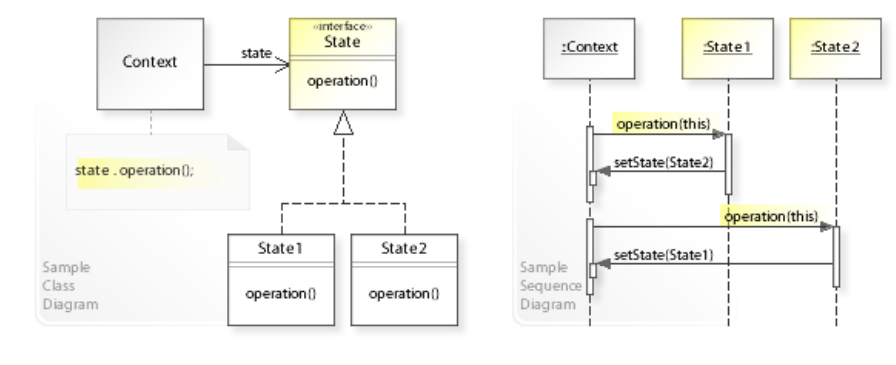 Context
state
«interface»
State
operation()
state . operation();
State1
operation()
State2
operation()
Sample
Class
Diagram
:Context
:State1
:State2
operation(this)
setState(State2)
operation(this)
setState(State1)
Sample
Sequence
Diagram